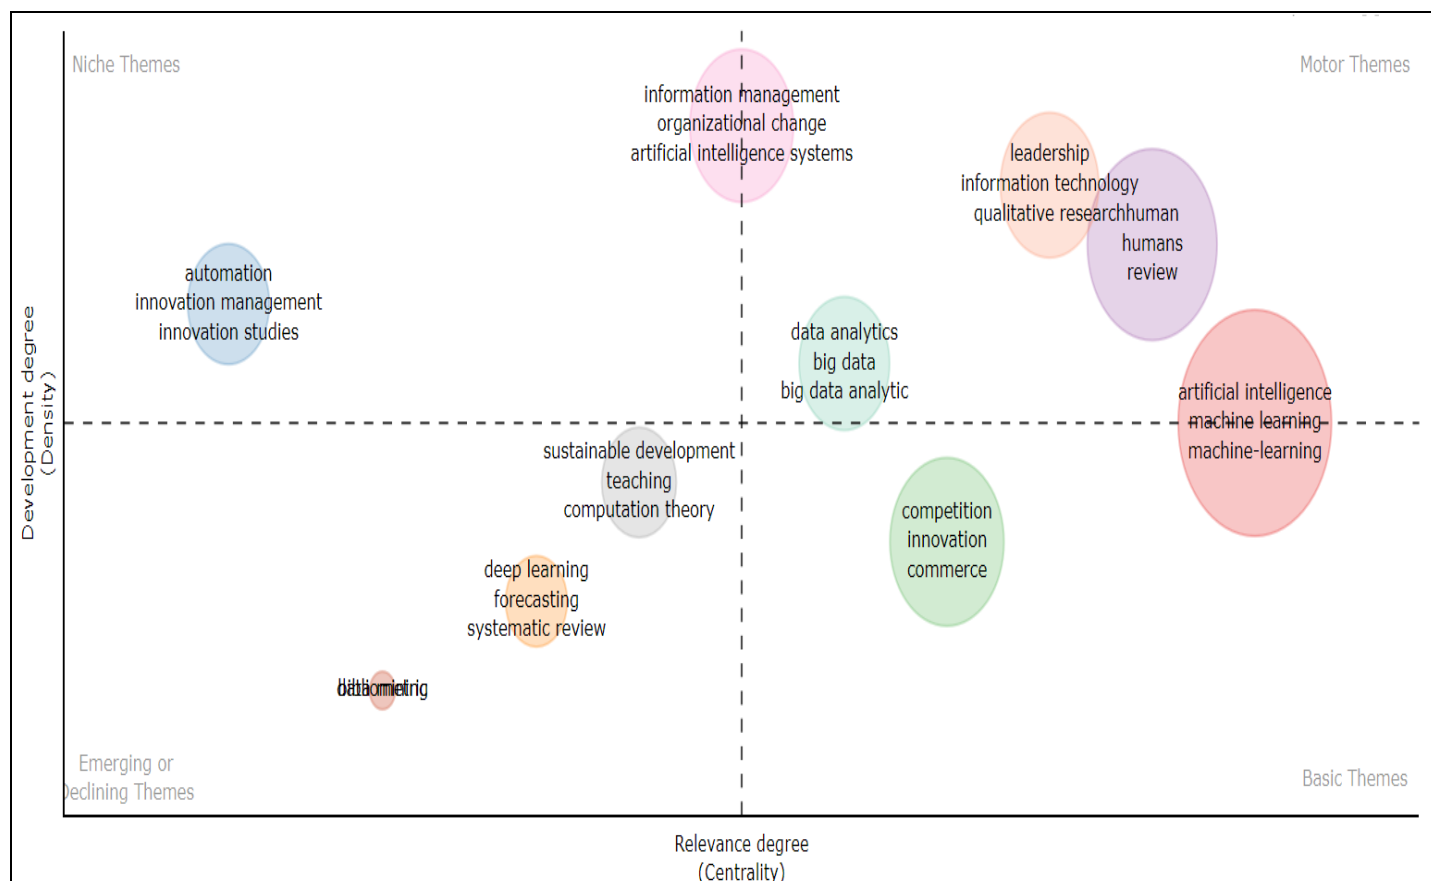 Niche Themes
Motor Themes
information management
organizational change
artificial intelligence systems
leadership
information technology
qualitative research
human
humans
review
automation
innovation management
innovation studies
data analytics
big data
big data analytic
artificial intelligence
machine learning
machine-learning
sustainable development
teaching
computation theory
competition
innovation
commerce
deep learning
forecasting
systematic review
Emerging or
Declining Themes
Basic Themes
Development degree
(Density)
Relevance degree
(Centrality)